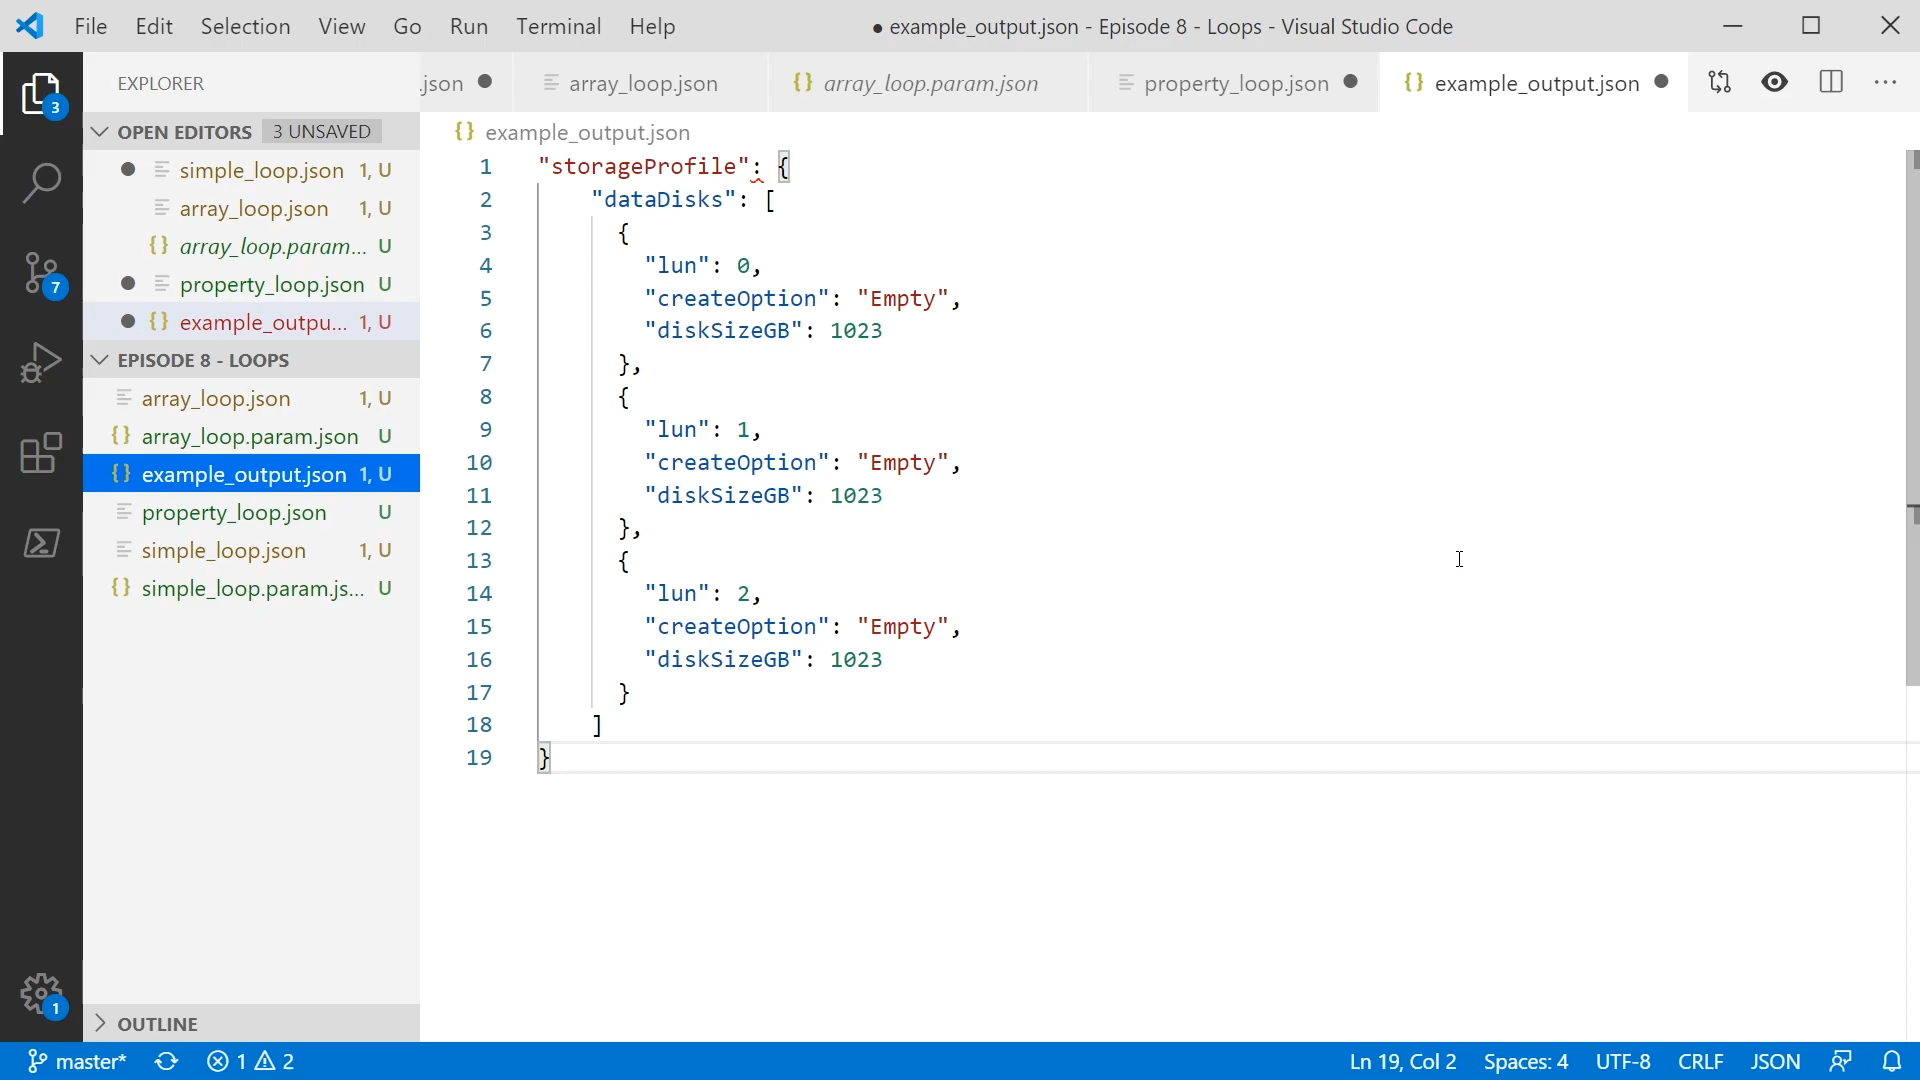 File Edit Selection View Go Run Terminal Help
● example_output.json - Episode 8 - Loops - Visual Studio Code
EXPLORER
.json ● array_loop.json {} array_loop.param.json property_loop.json ● {} example_output.json ●
3
OPEN EDITORS 3 UNSAVED
simple_loop.json 1, U
array_loop.json 1, U
{} array_loop.param... U
property_loop.json U
{} example_outpu... 1, U
7
EPISODE 8 - LOOPS
array_loop.json 1, U
{} array_loop.param.json U
{} example_output.json 1, U
property_loop.json U
simple_loop.json 1, U
{} simple_loop.param.js... U
1
OUTLINE
{} example_output.json
1 "storageProfile": {
2 "dataDisks": [
3 {
4 "lun": 0,
5 "createOption": "Empty",
6 "diskSizeGB": 1023
7 },
8 {
9 "lun": 1,
10 "createOption": "Empty",
11 "diskSizeGB": 1023
12 },
13 {
14 "lun": 2,
15 "createOption": "Empty",
16 "diskSizeGB": 1023
17 }
18 ]
19 }
master* 1 2 Ln 19, Col 2 Spaces: 4 UTF-8 CRLF JSON